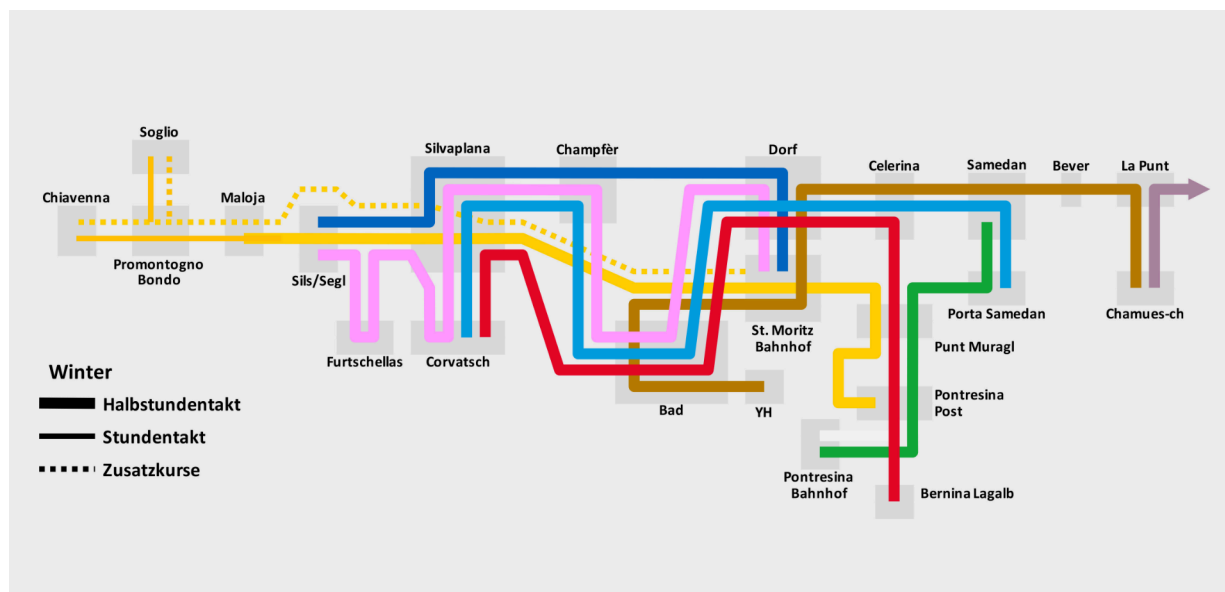 Soglio
Silvaplana
Champfèr
Dorf
Celerina
Samedan
Bever
La Punt
Chiavenna
Maloja
Promontogno
Bondo
Sils/Segl
Furtschellas
Corvatsch
St. Moritz
Bahnhof
Porta Samedan
Chamues-ch
Punt Muragl
Bad
YH
Pontresina
Post
Pontresina
Bahnhof
Bernina Lagalb
Winter
Halbstundentakt
Stundentakt
Zusatzkurse